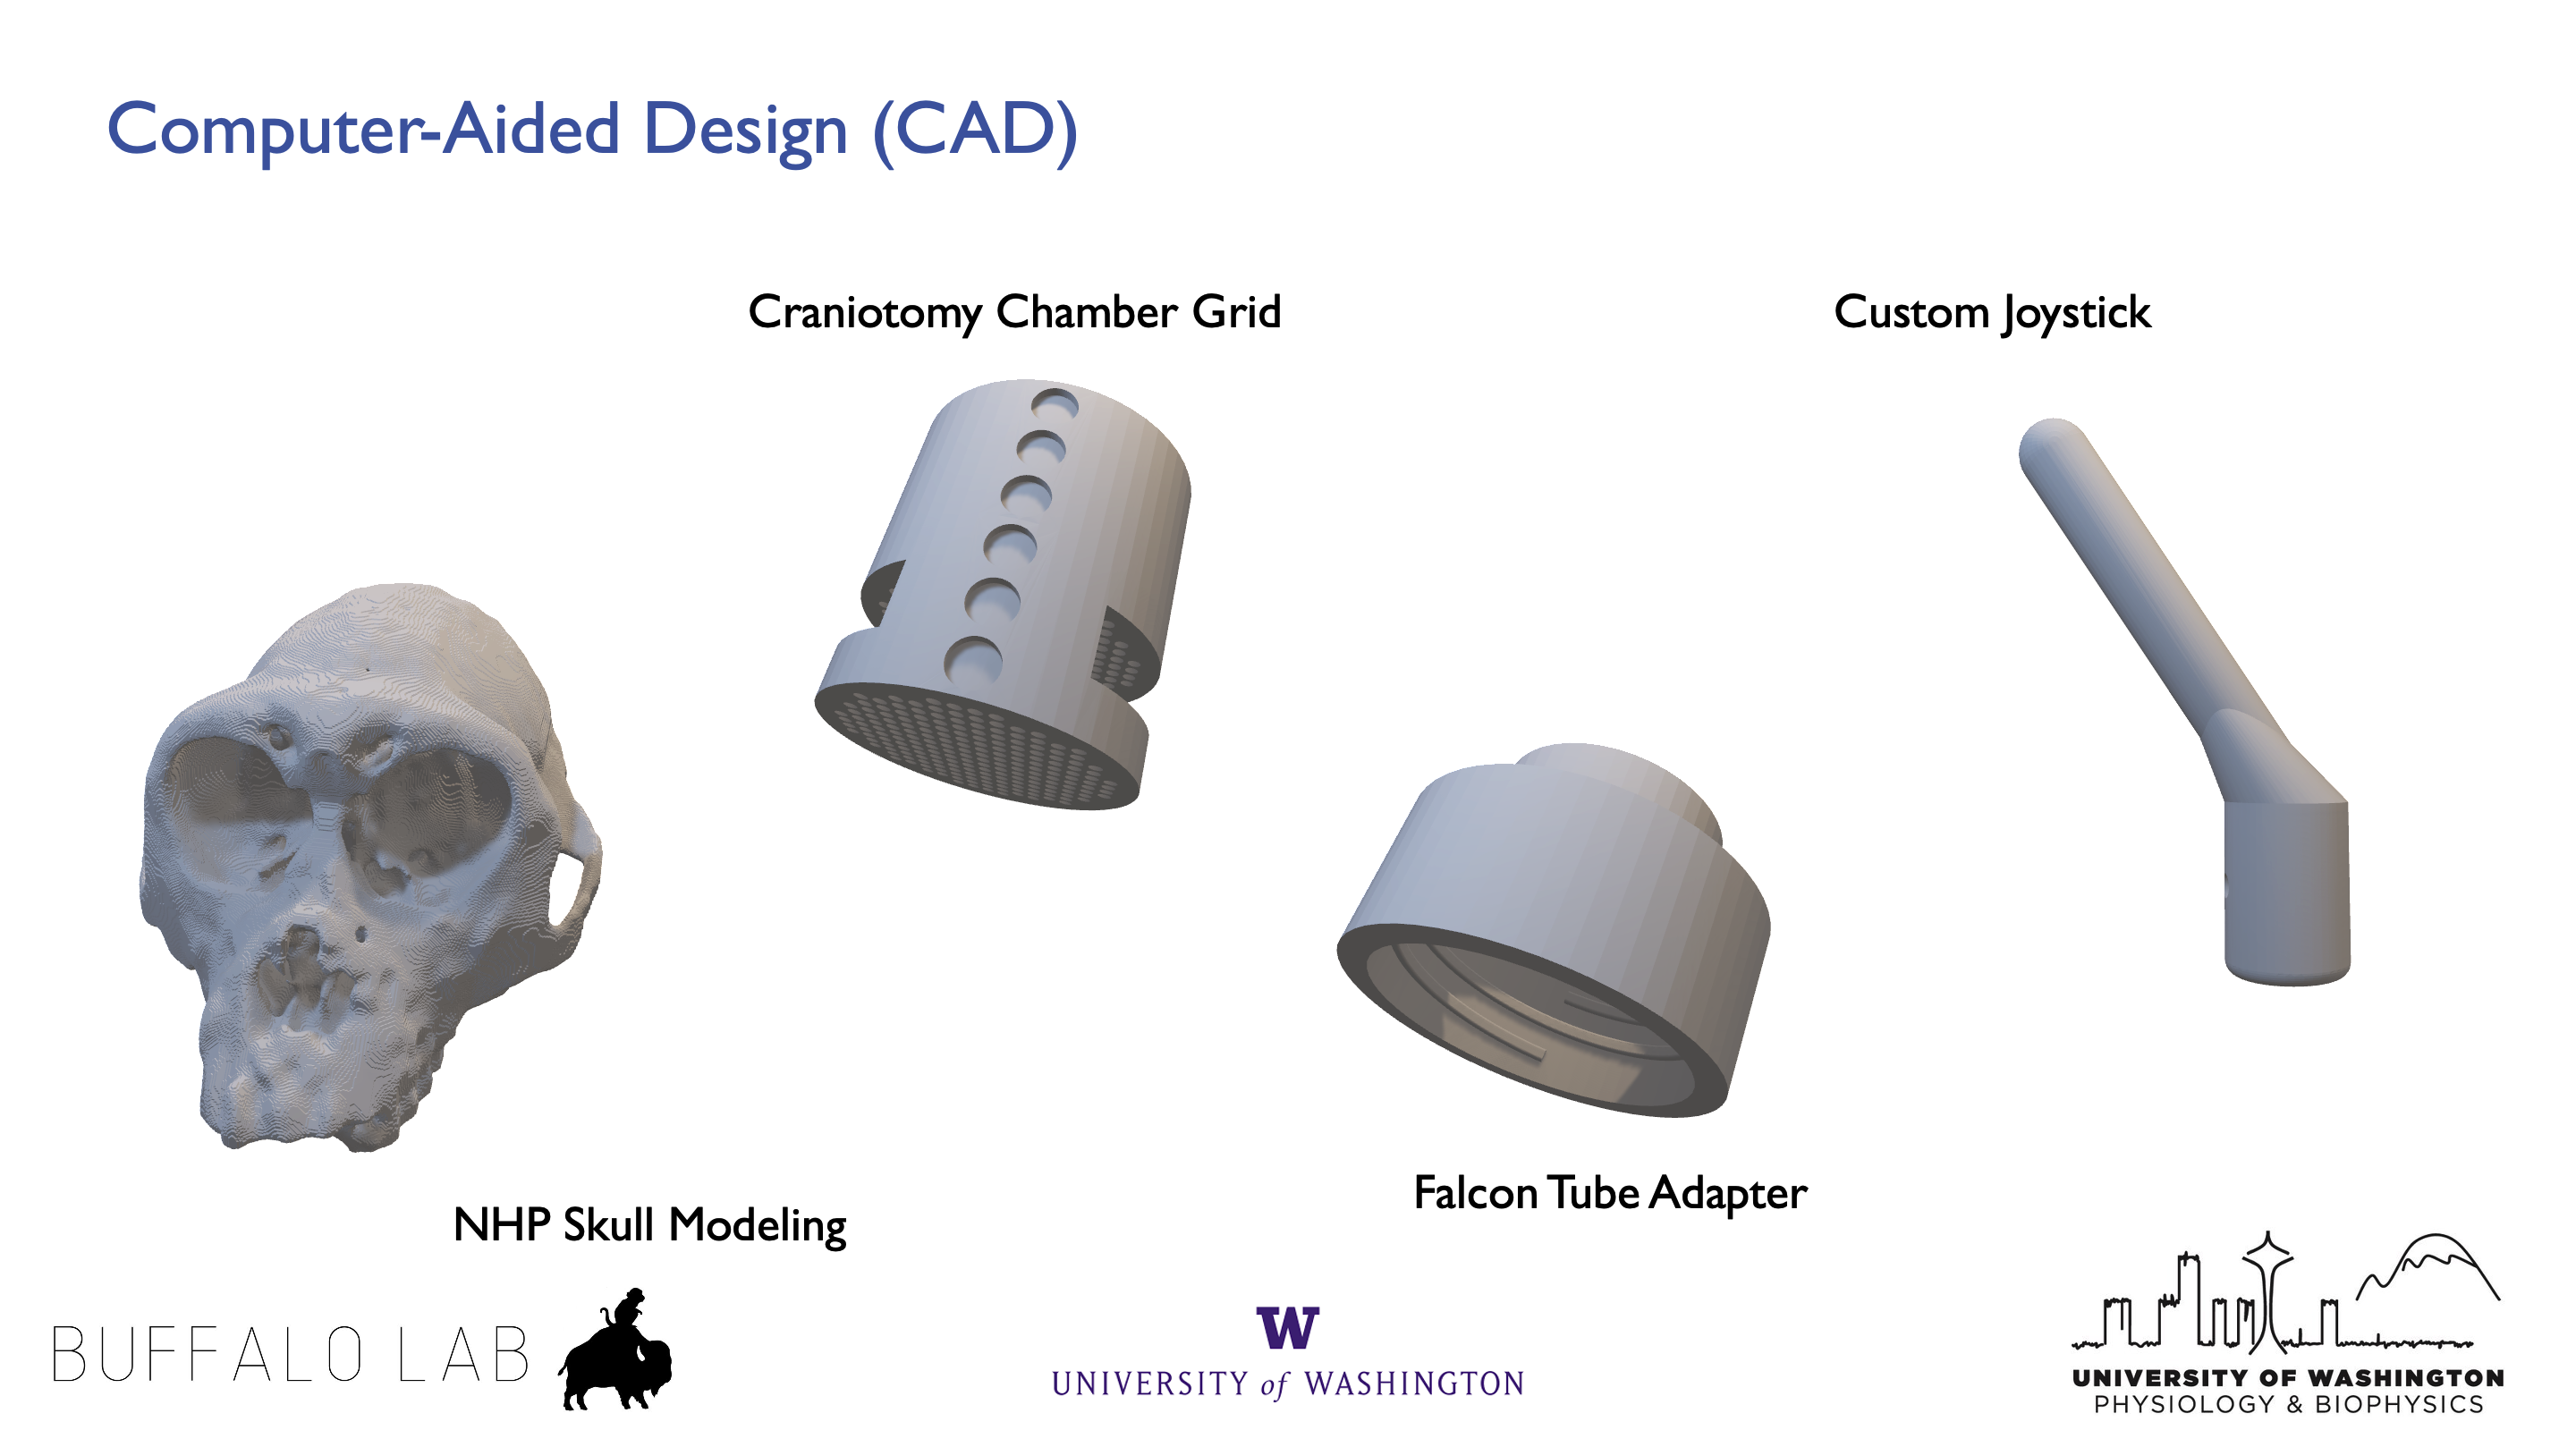 Computer-Aided Design (CAD)
Craniotomy Chamber Grid
Custom Joystick
Falcon Tube Adapter
NHP Skull Modeling
BUFFALO LAB
W
UNIVERSITY of WASHINGTON
UNIVERSITY OF WASHINGTON
PHYSIOLOGY & BIOPHYSICS